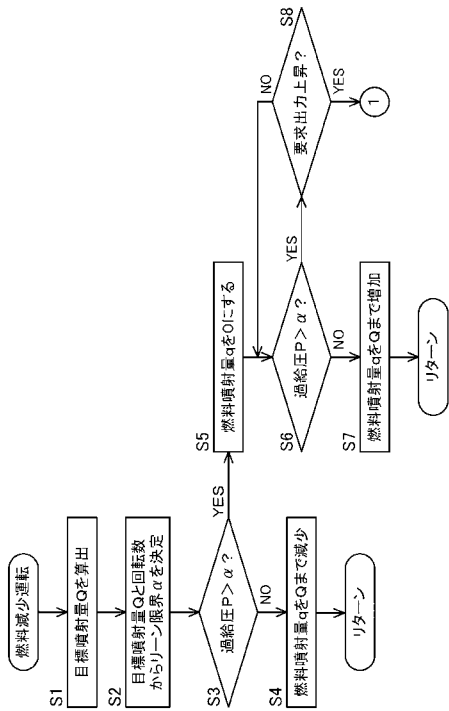 燃料減少運転
S1
目標噴射量Qを算出
S2
目標噴射量Qと回転数
からリーン限界αを決定
S3
過給圧P>α?
YES
NO
S4
燃料噴射量qをQまで減少
リターン
S5
燃料噴射量qを0にする
S6
過給圧P>α?
YES
NO
S7
燃料噴射量qをQまで増加
リターン
S8
要求出力上昇?
NO
YES
1